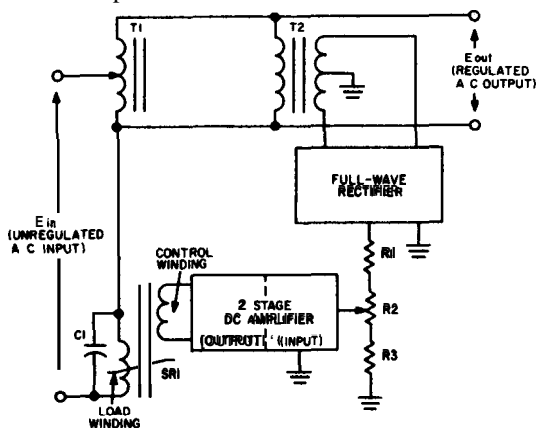 T1
T2
E out
(REGULATED
A C OUTPUT)
FULL-WAVE
RECTIFIER
E in
(UNREGULATED
A C INPUT)
CONTROL
WINDING
R1
2 STAGE
DC AMPLIFIER
(OUTPUT) (INPUT)
R2
R3
C1
SR1
LOAD
WINDING